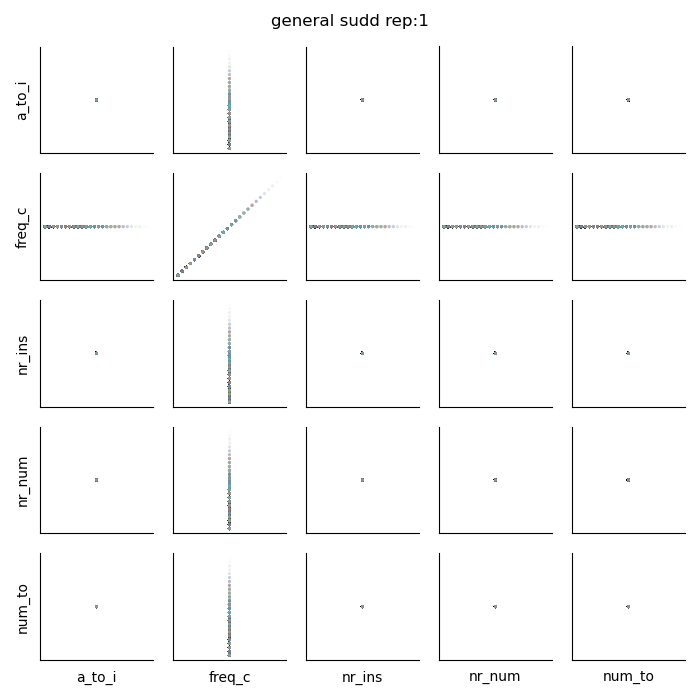 general sudd rep:1
a_to_i
freq_c
nr_ins
nr_num
num_to
a_to_i
freq_c
nr_ins
nr_num
num_to